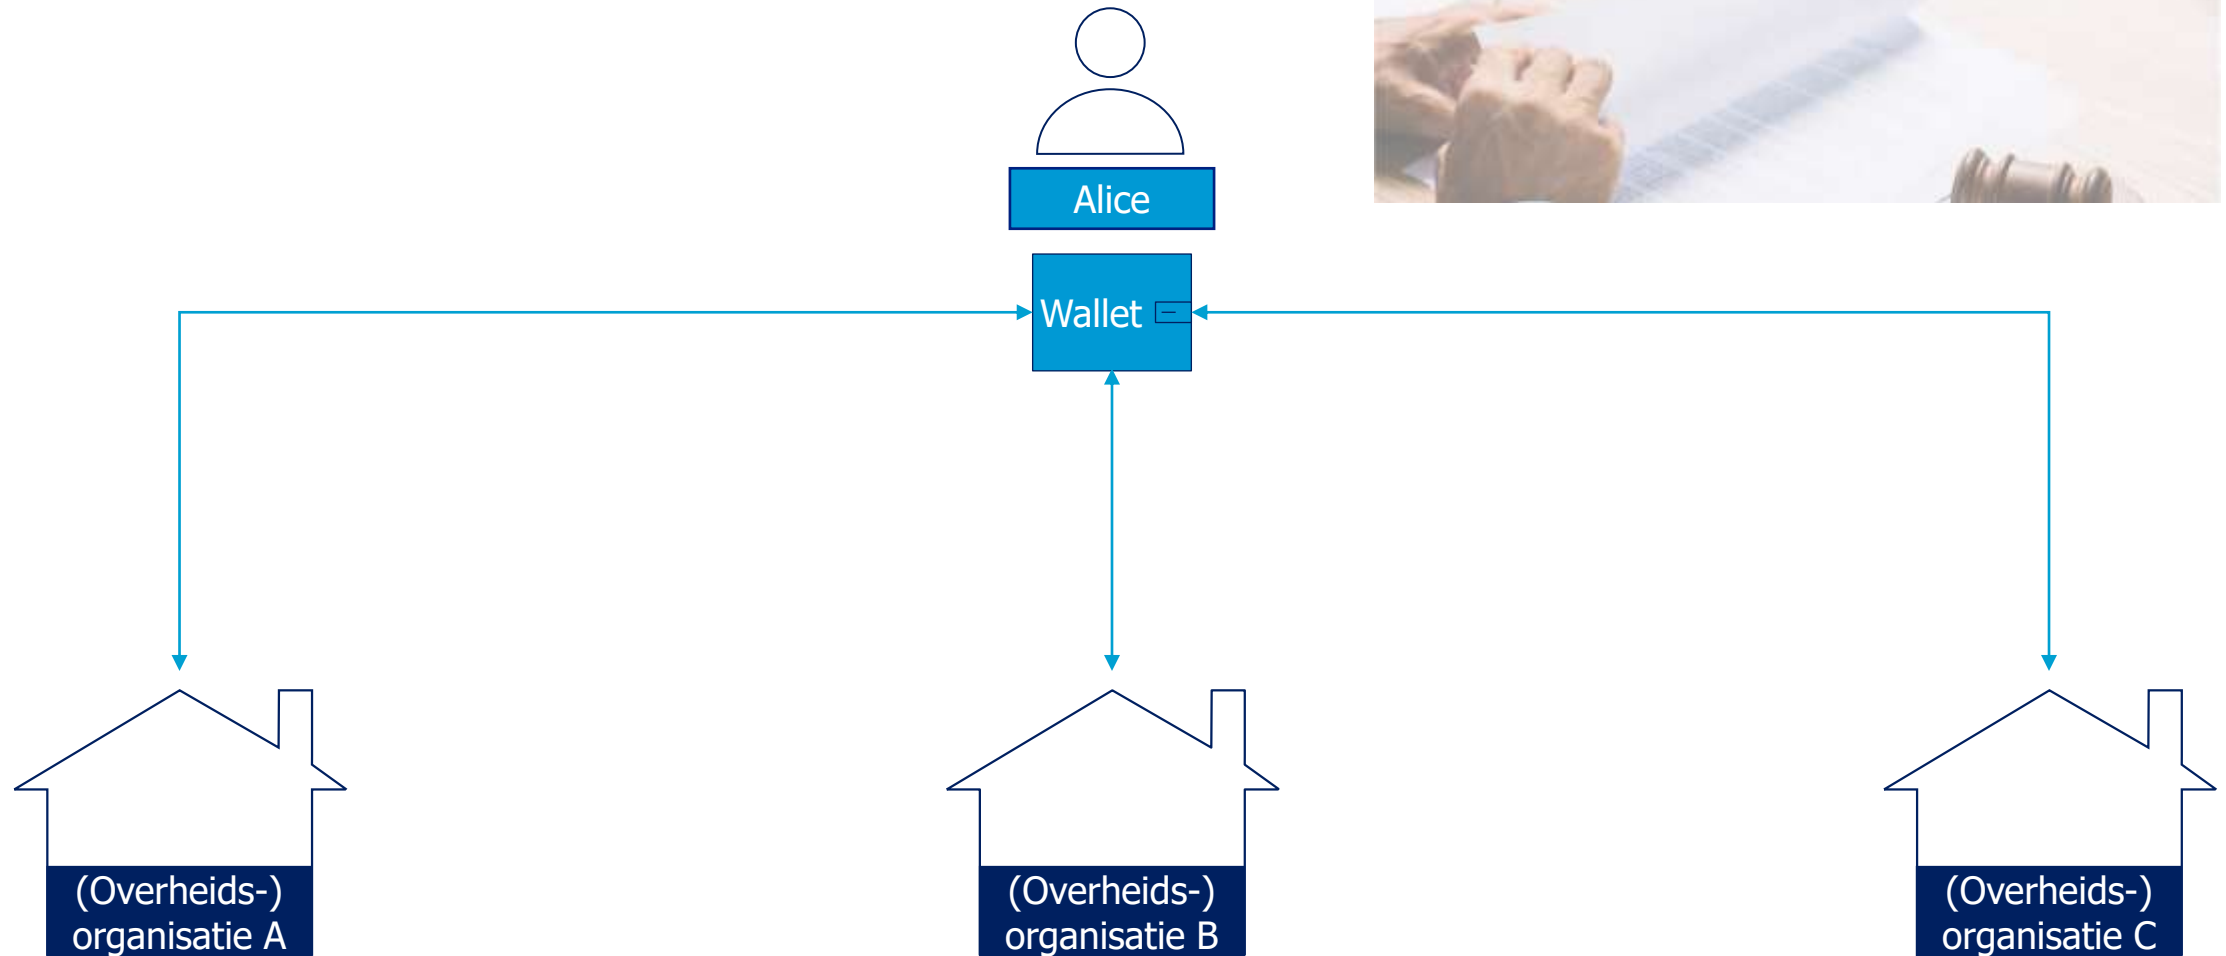 Alice
Wallet
(Overheids-)
organisatie A
(Overheids-)
organisatie B
(Overheids-)
organisatie C